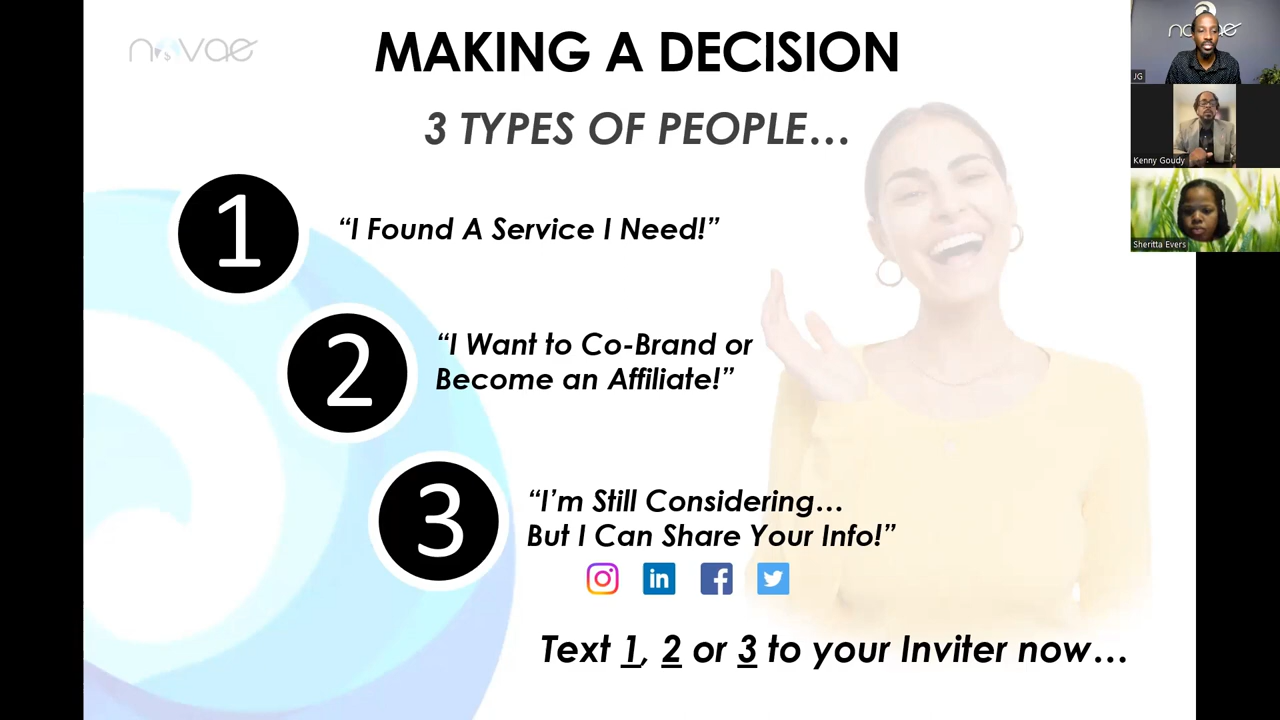 novae
MAKING A DECISION
3 TYPES OF PEOPLE…
1
“I Found A Service I Need!”
2
“I Want to Co-Brand or
Become an Affiliate!”
3
“I’m Still Considering…
But I Can Share Your Info!”
in
f
Text 1, 2 or 3 to your Inviter now…
novae
JG
Kenny Goudy
Sheritta Evers